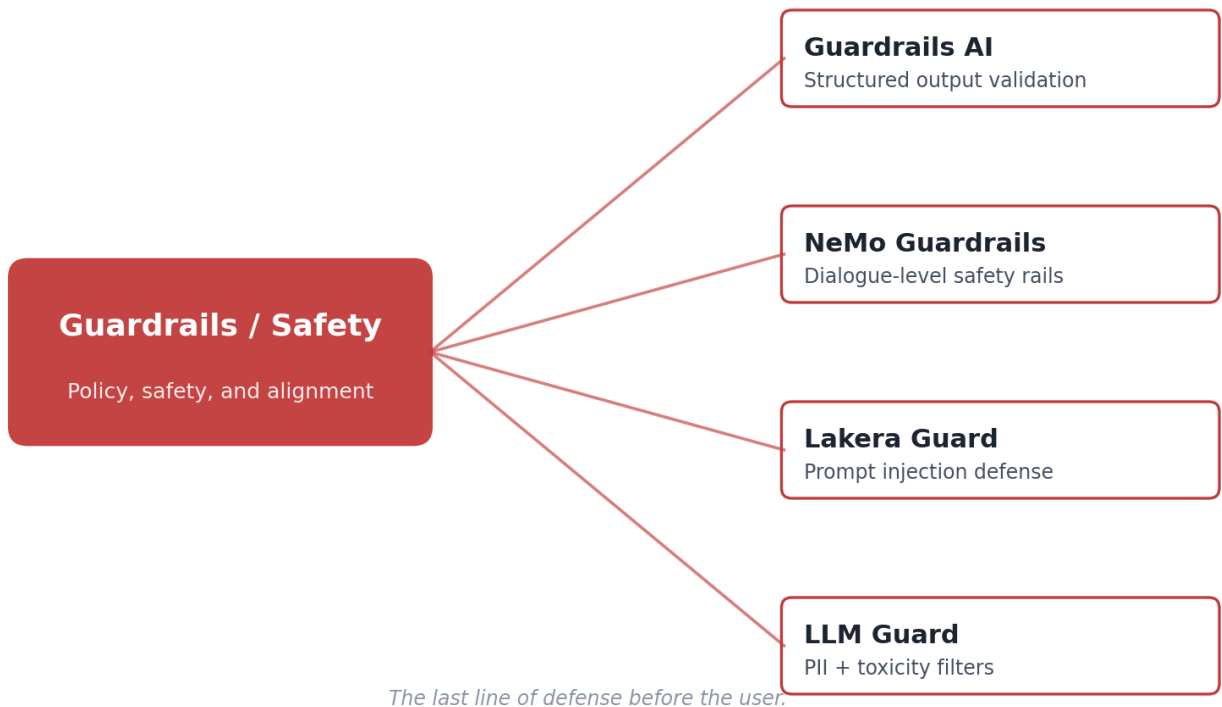 Guardrails / Safety
Policy, safety, and alignment
Guardrails AI
Structured output validation
NeMo Guardrails
Dialogue-level safety rails
Lakera Guard
Prompt injection defense
LLM Guard
PII + toxicity filters
The last line of defense before the user.